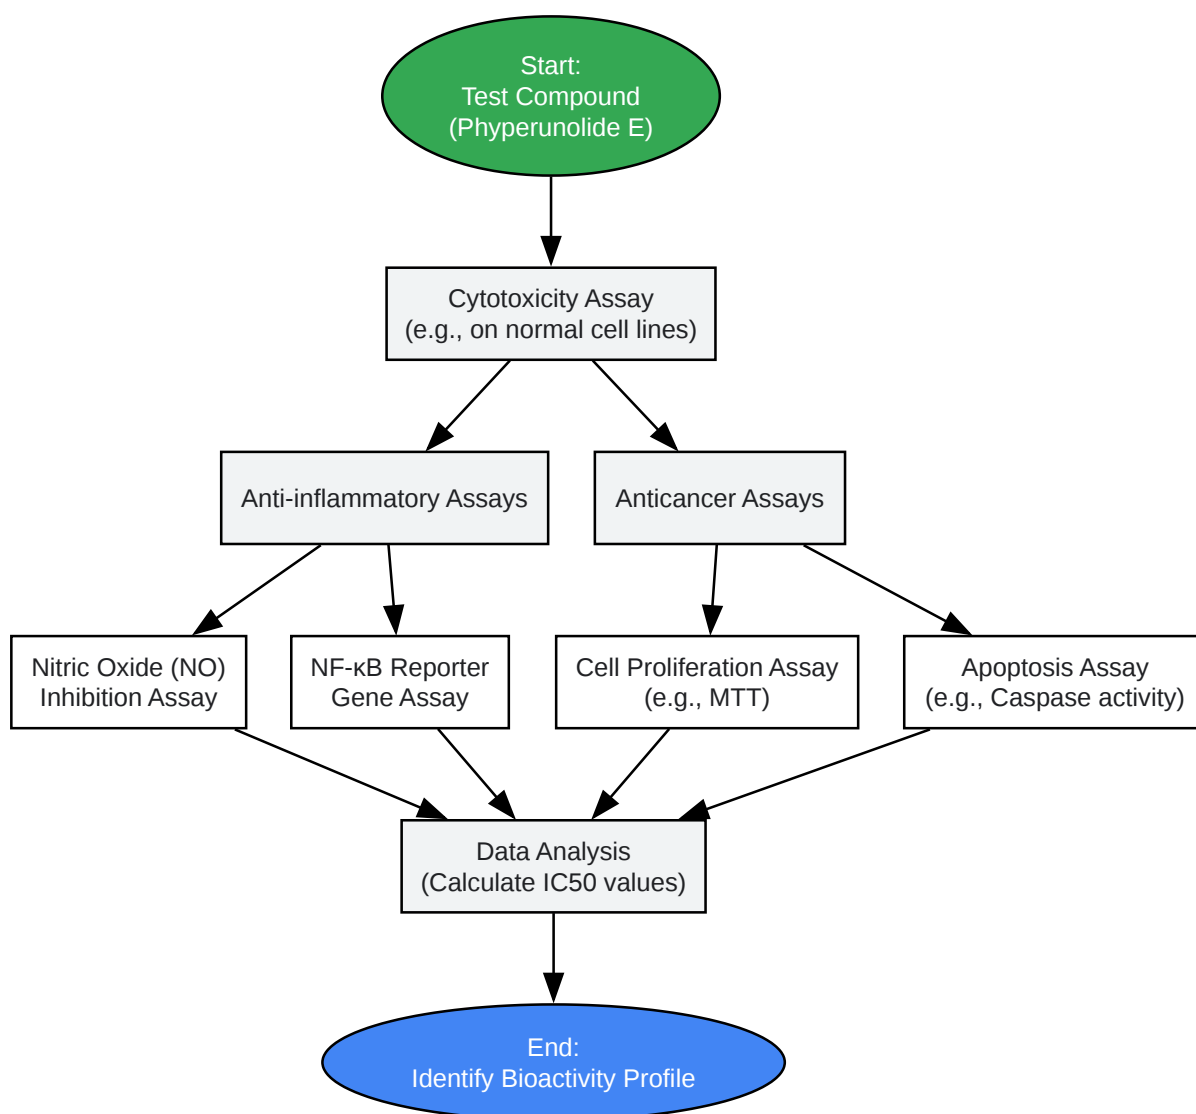 Start:
Test Compound
(Phyperunolide E)
Cytotoxicity Assay
(e.g., on normal cell lines)
Anti-inflammatory Assays
Anticancer Assays
Nitric Oxide (NO)
Inhibition Assay
NF-κB Reporter
Gene Assay
Cell Proliferation Assay
(e.g., MTT)
Apoptosis Assay
(e.g., Caspase activity)
Data Analysis
(Calculate IC50 values)
End:
Identify Bioactivity Profile